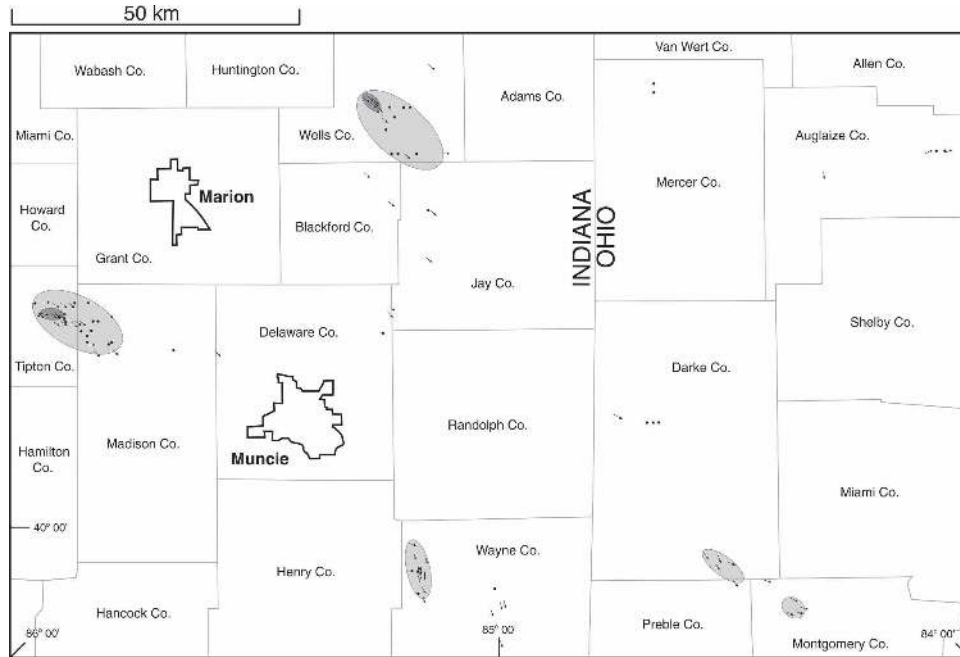 50 km
Van Wert Co.
Wabash Co.
Huntington Co.
Allen Co.
Adams Co.
Miami Co.
Wells Co.
Auglaize Co.
Mercer Co.
Marion
Howard
Co.
Blackford Co.
INDIANA
OHIO
Grant Co.
Jay Co.
Delaware Co.
Shelby Co.
Tipton Co.
Darke Co.
Randolph Co.
Hamilton
Co.
Madison Co.
Muncie
Miami Co.
40° 00'
Wayne Co.
Henry Co.
Hancock Co.
Preble Co.
Montgomery Co.
86° 00'
85° 00'
84° 00'